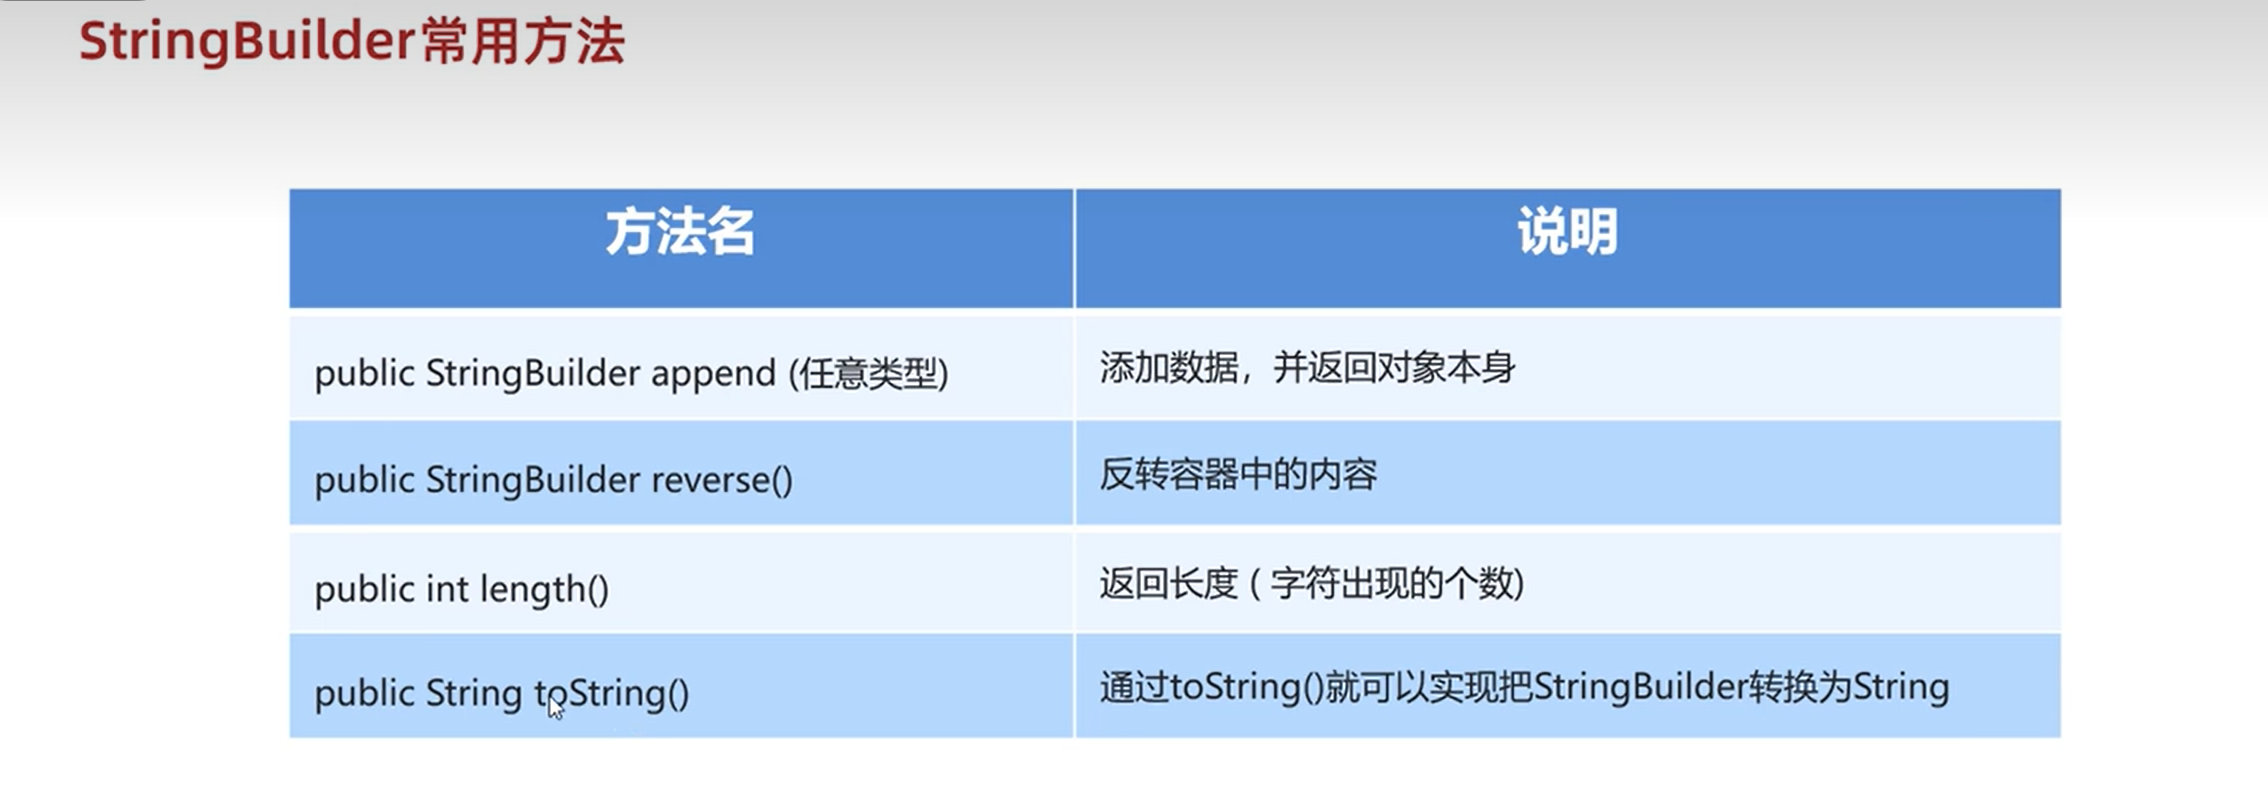 StringBuilder常用方法
方法名 说明
public StringBuilder append (任意类型) 添加数据，并返回对象本身
public StringBuilder reverse() 反转容器中的内容
public int length() 返回长度 ( 字符出现的个数)
public String toString() 通过toString()就可以实现把StringBuilder转换为String